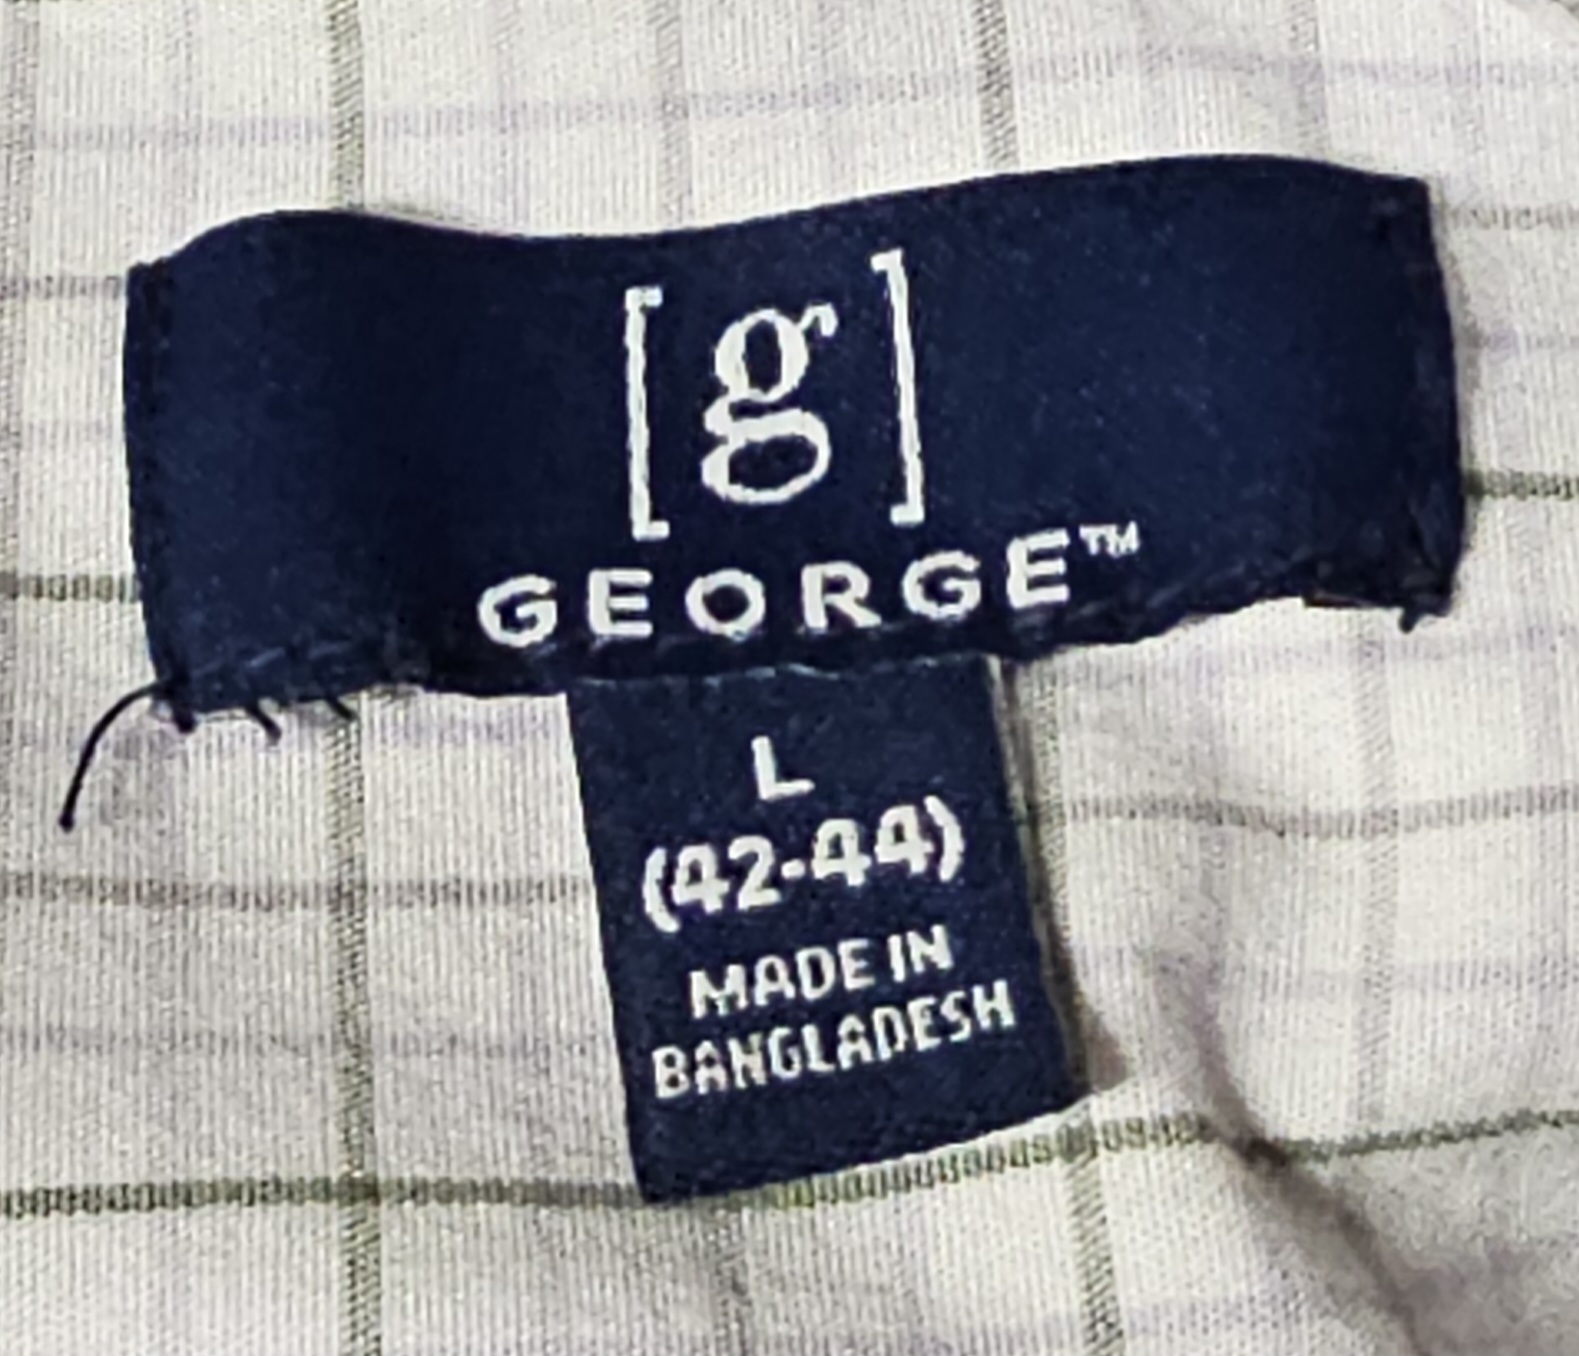 [g]
GEORGE™
L
(42-44)
MADE IN
BANGLADESH